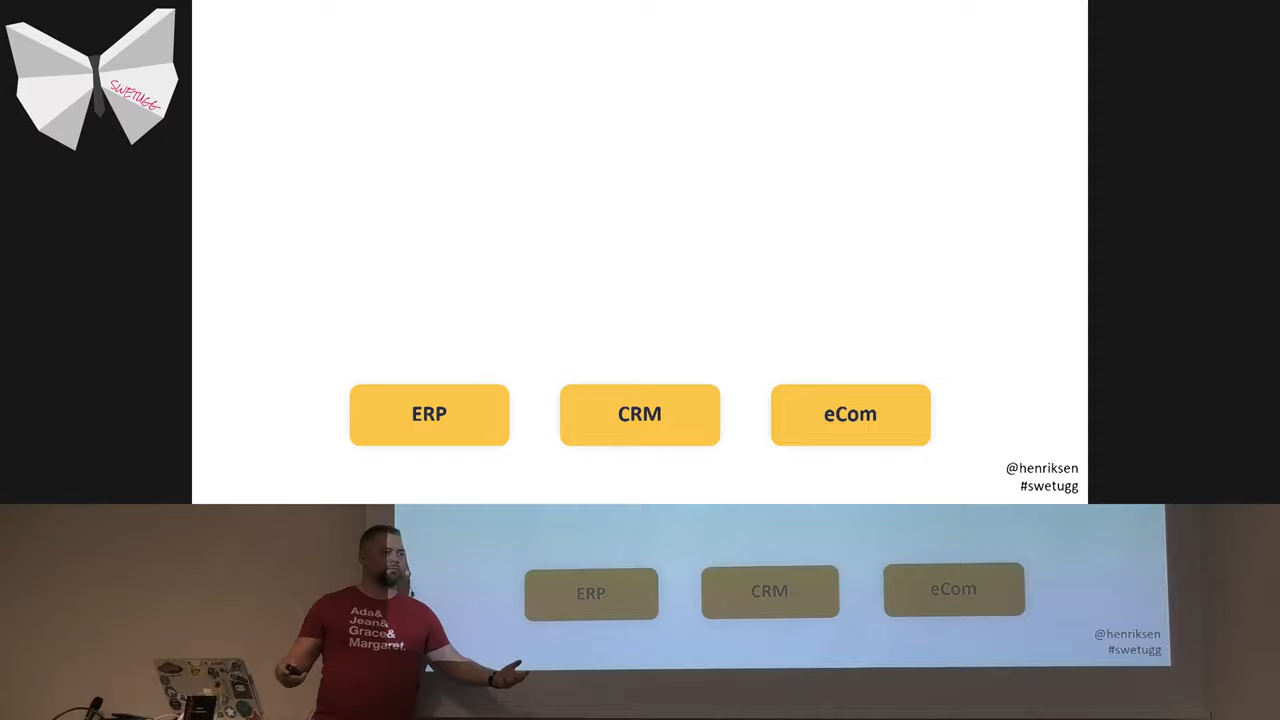 SWETUGG
ERP
CRM
eCom
@henriksen
#swetugg
Ada&
Jean&
Grace&
Margaret.
ERP
CRM
eCom
@henriksen
#swetugg